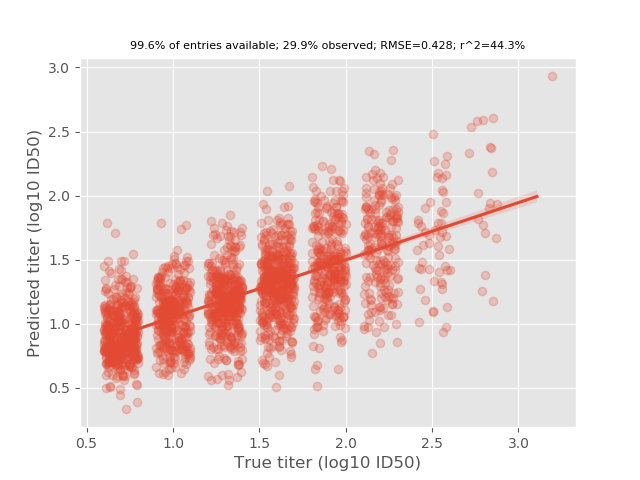 99.6% of entries available; 29.9% observed; RMSE=0.428; r^2=44.3%
3.0
2.5
2.0
1.5
1.0
0.5
Predicted titer (log10 ID50)
0.5 1.0 1.5 2.0 2.5 3.0
True titer (log10 ID50)